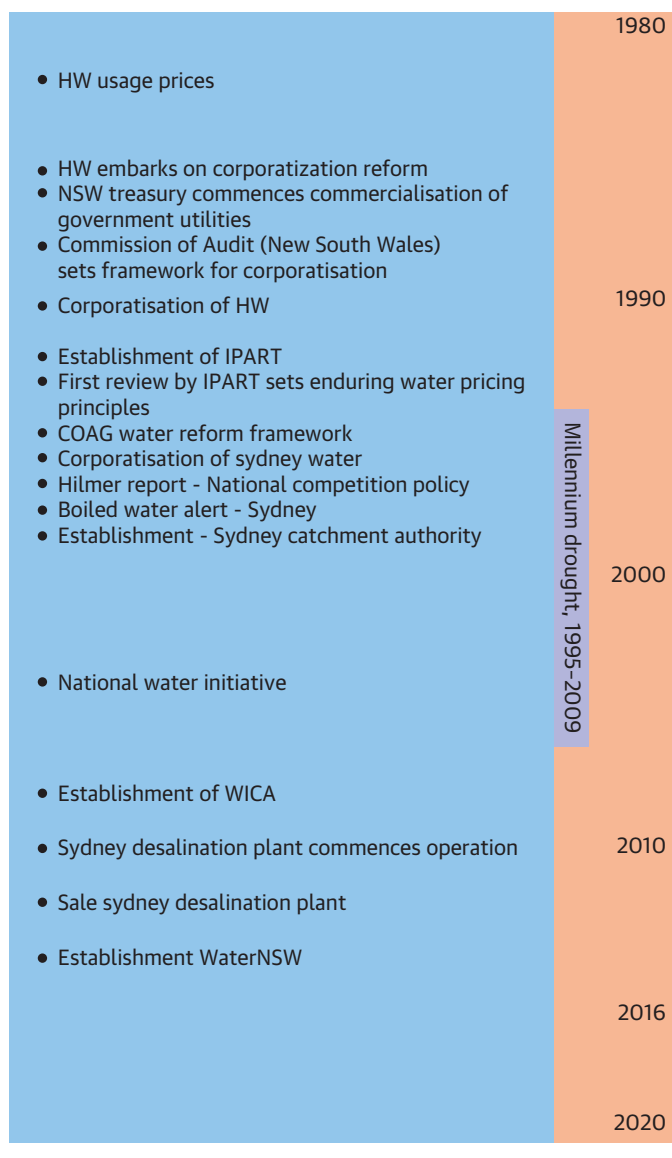 1980
• HW usage prices
• HW embarks on corporatization reform
• NSW treasury commences commercialisation of
government utilities
• Commission of Audit (New South Wales)
sets framework for corporatisation
• Corporatisation of HW
1990
• Establishment of IPART
• First review by IPART sets enduring water pricing
principles
• COAG water reform framework
• Corporatisation of sydney water
• Hilmer report - National competition policy
• Boiled water alert - Sydney
• Establishment - Sydney catchment authority
Millennium drought, 1995-2009
2000
• National water initiative
• Establishment of WICA
• Sydney desalination plant commences operation
2010
• Sale sydney desalination plant
• Establishment WaterNSW
2016
2020